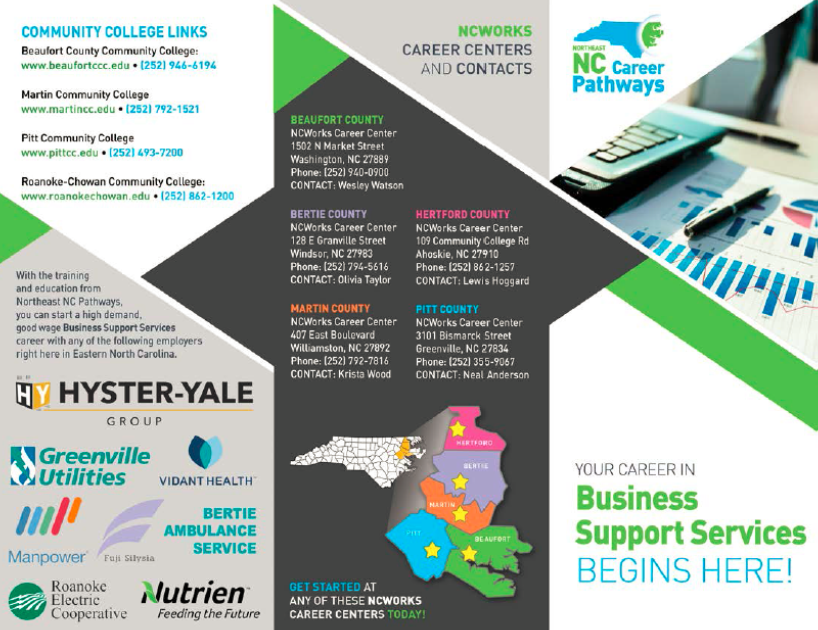 COMMUNITY COLLEGE LINKS
Beaufort County Community College:
www.beaufortccc.edu • (252) 946-6194
Martin Community College
www.martincc.edu • (252) 792-1521
Pitt Community College
www.pittcc.edu • (252) 493-7200
Roanoke-Chowan Community College:
www.roanokechowan.edu • (252) 862-1200
With the training
and education from
Northeast NC Pathways,
you can start a high demand,
good wage Business Support Services
career with any of the following employers
right here in Eastern North Carolina.
HY HYSTER-YALE
GROUP
Greenville
Utilities
VIDANT HEALTH™
Manpower®
Fuji Silysia
BERTIE
AMBULANCE
SERVICE
Roanoke
Electric
Cooperative
Nutrien™
Feeding the Future
NCWORKS
CAREER CENTERS
AND CONTACTS
BEAUFORT COUNTY
NCWorks Career Center
1502 N Market Street
Washington, NC 27889
Phone: (252) 940-0900
CONTACT: Wesley Watson
BERTIE COUNTY
NCWorks Career Center
128 E Granville Street
Windsor, NC 27983
Phone: (252) 794-5616
CONTACT: Olivia Taylor
HERTFORD COUNTY
NCWorks Career Center
109 Community College Rd
Ahoskie, NC 27910
Phone: (252) 862-1257
CONTACT: Lewis Hoggard
MARTIN COUNTY
NCWorks Career Center
407 East Boulevard
Williamston, NC 27892
Phone: (252) 792-7816
CONTACT: Krista Wood
PITT COUNTY
NCWorks Career Center
3101 Bismarck Street
Greenville, NC 27834
Phone: (252) 355-9067
CONTACT: Neal Anderson
HERTFORD
BERTIE
MARTIN
PITT
BEAUFORT
GET STARTED AT
ANY OF THESE NCWORKS
CAREER CENTERS TODAY!
NORTHEAST
NC Career
Pathways
YOUR CAREER IN
Business
Support Services
BEGINS HERE!